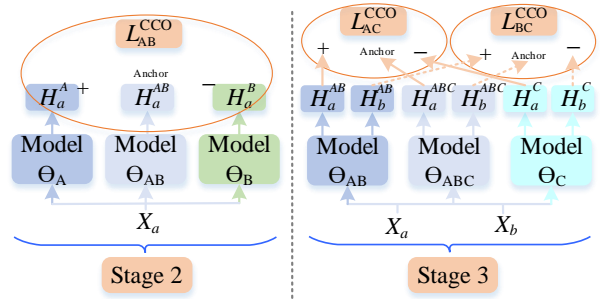 L_AB^CCO
H_a^A + Anchor H_a^AB − H_a^B
Model Θ_A
Model Θ_AB
Model Θ_B
X_a
Stage 2
L_AC^CCO
L_BC^CCO
+ Anchor − + Anchor −
H_a^AB H_b^AB H_a^ABC H_b^ABC H_a^C H_b^C
Model Θ_AB
Model Θ_ABC
Model Θ_C
X_a X_b
Stage 3